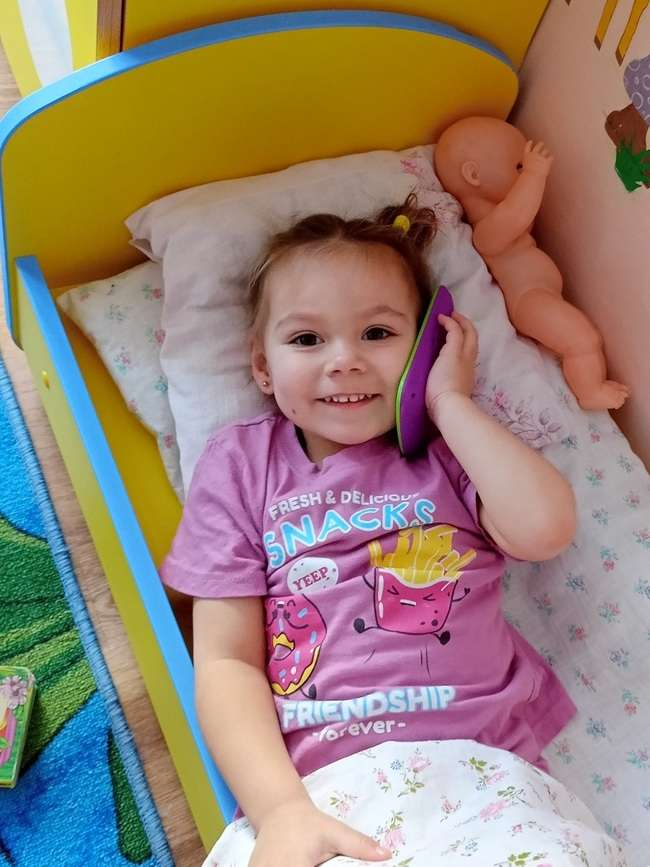 FRESH & DELICIOUS
SNACKS
YEEP
FRIENDSHIP
-forever-